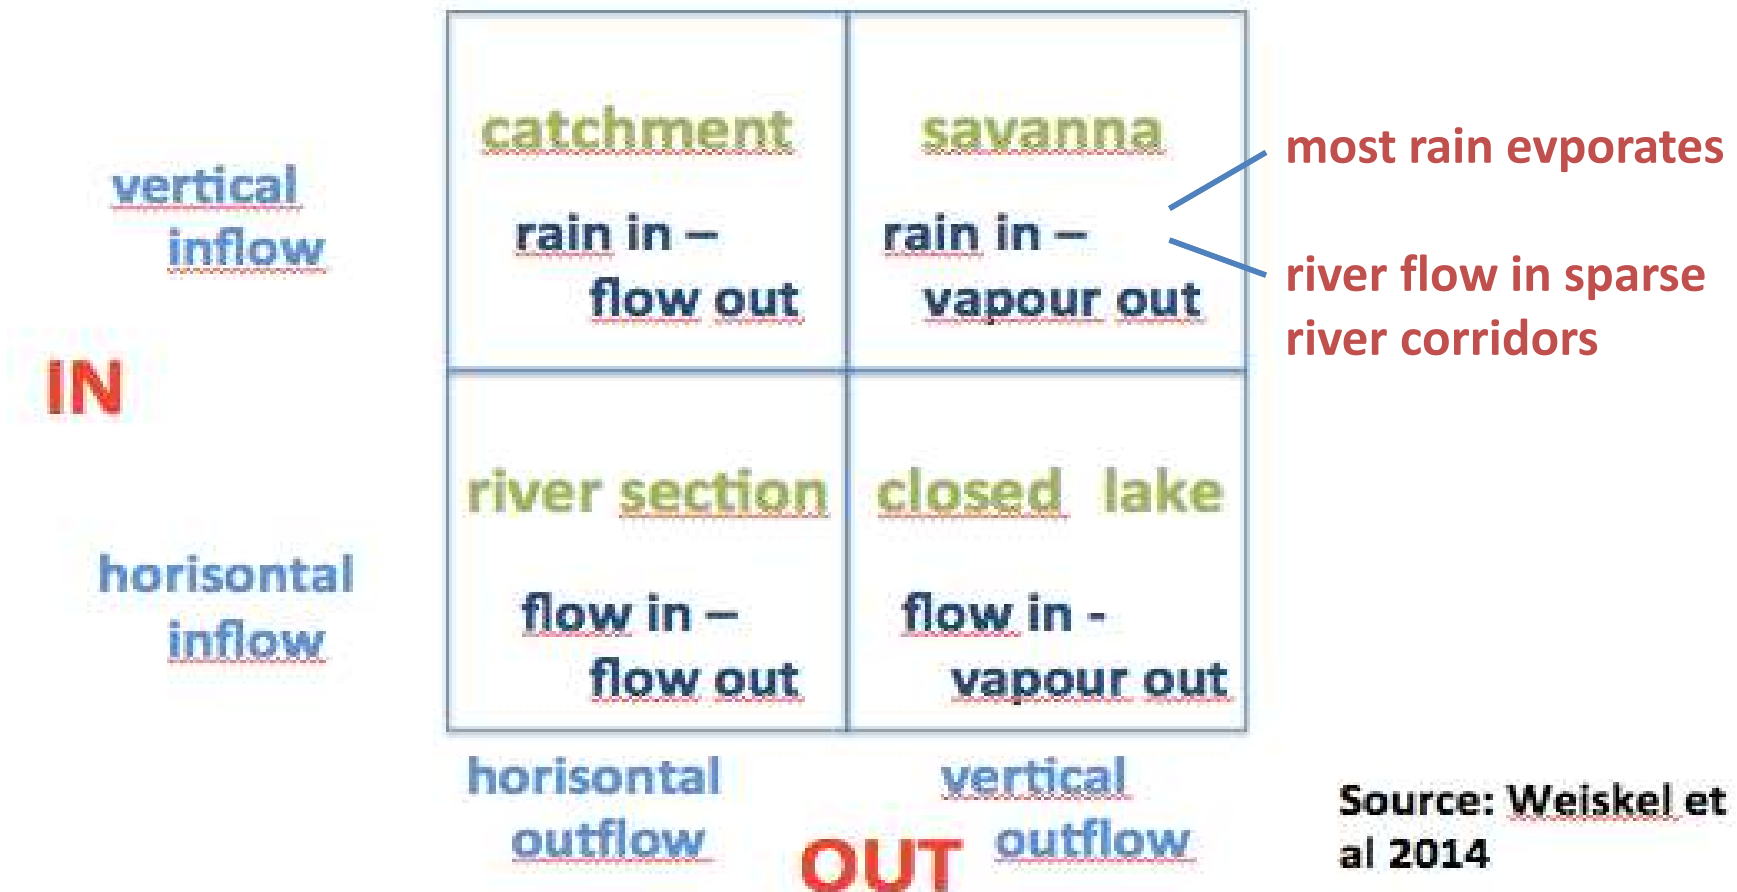 catchment
savanna
most rain evporates
vertical
inflow
rain in –
flow out
rain in –
vapour out
river flow in sparse
river corridors
IN
river section
closed lake
horisontal
inflow
flow in –
flow out
flow in -
vapour out
horisontal
outflow
OUT
vertical
outflow
Source: Weiskel et
al 2014